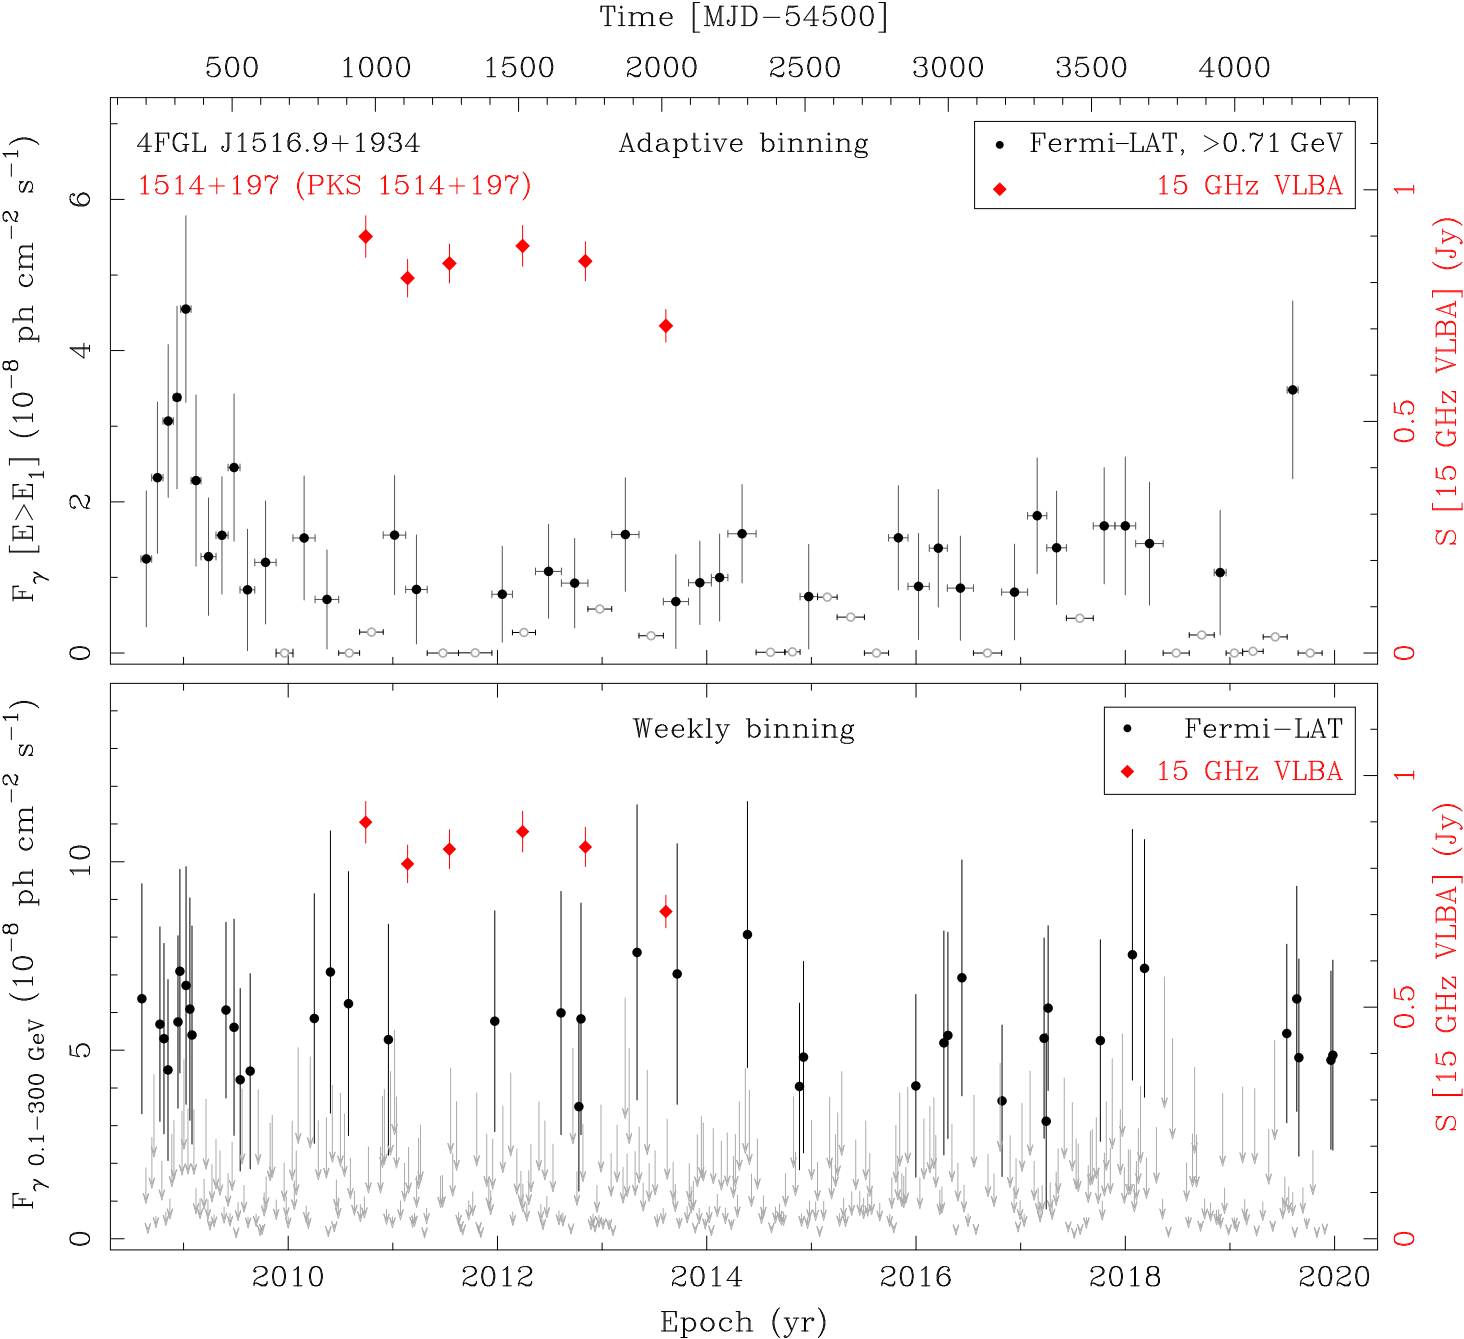 Time [MJD−54500]
500 1000 1500 2000 2500 3000 3500 4000
4FGL J1516.9+1934
1514+197 (PKS 1514+197)
Adaptive binning
Fermi−LAT, >0.71 GeV
15 GHz VLBA
F γ [E>E1] (10−8 ph cm−2 s−1)
6
4
2
0
S [15 GHz VLBA] (Jy)
1
0.5
0
Weekly binning
Fermi−LAT
15 GHz VLBA
F γ 0.1−300 GeV (10−8 ph cm−2 s−1)
10
5
0
S [15 GHz VLBA] (Jy)
1
0.5
0
2010 2012 2014 2016 2018 2020
Epoch (yr)